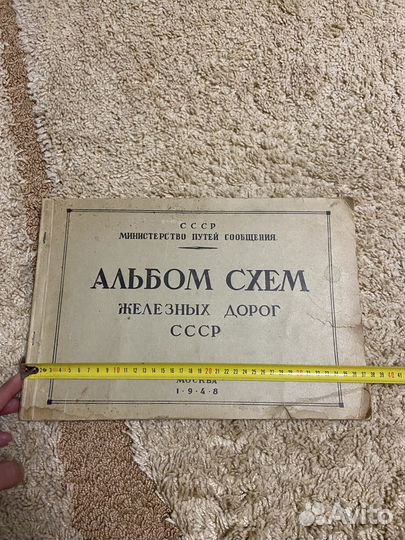 СССР
МИНИСТЕРСТВО ПУТЕЙ СООБЩЕНИЯ
АЛЬБОМ СХЕМ
ЖЕЛЕЗНЫХ ДОРОГ
СССР
МОСКВА
1·9·4·8
Avito